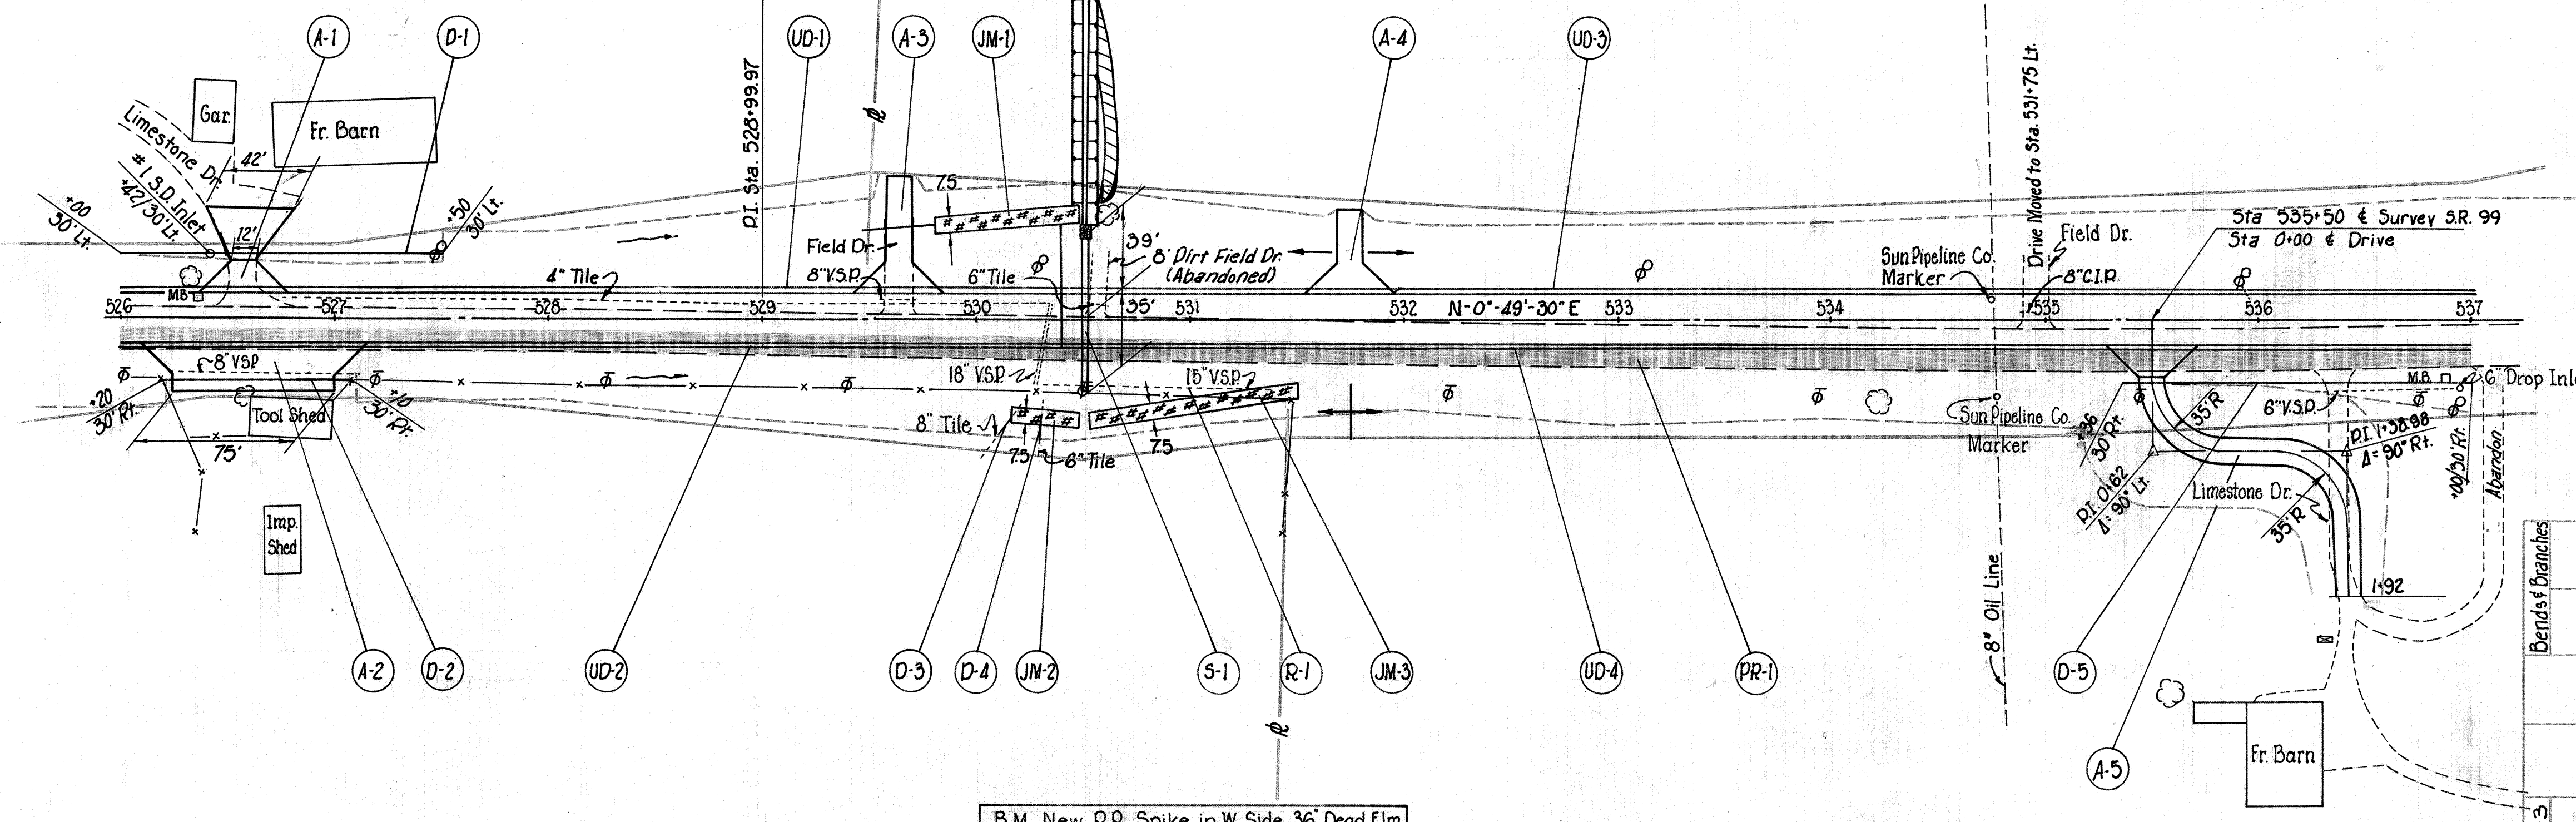 A-1
D-1
UD-1
A-3
JM-1
A-4
UD-3
Gar.
Fr. Barn
Limestone Dr.
42'
#1 S.D. Inlet
+42/30' Lt.
+00
30' Lt.
12'
+50
30' Lt.
P.I. Sta. 528+99.97
7.5
Field Dr.
8" V.S.P.
6" Tile
39'
8' Dirt Field Dr.
(Abandoned)
4" Tile
35'
Sun Pipeline Co.
Marker
Drive Moved to Sta. 531+75 Lt.
Field Dr.
8" C.I.P.
Sta 535+50 ℄ Survey S.R. 99
Sta 0+00 ℄ Drive
M.B.
526
527
528
529
530
531
532
N-0°-49'-30" E
533
534
535
536
537
8" V.S.P.
18" V.S.P.
15" V.S.P.
M.B.
6" Drop Inl
+20
30' Rt.
+10
30' Rt.
Tool Shed
75'
8" Tile
7.5
6" Tile
7.5
Sun Pipeline Co.
Marker
+36
30' Rt.
35' R
6" V.S.P.
P.I. 1+38.98
Δ= 90° Rt.
+00/30' Rt.
Abandon
P.I. 0+62
Δ= 90° Lt.
Limestone Dr.
35' R
Imp.
Shed
8" Oil Line
1+92
Bends & Branches
A-2
D-2
UD-2
D-3
D-4
JM-2
S-1
R-1
JM-3
UD-4
PR-1
D-5
A-5
Fr. Barn
3
B.M. New R.R. Spike in W. Side 36" Dead Elm